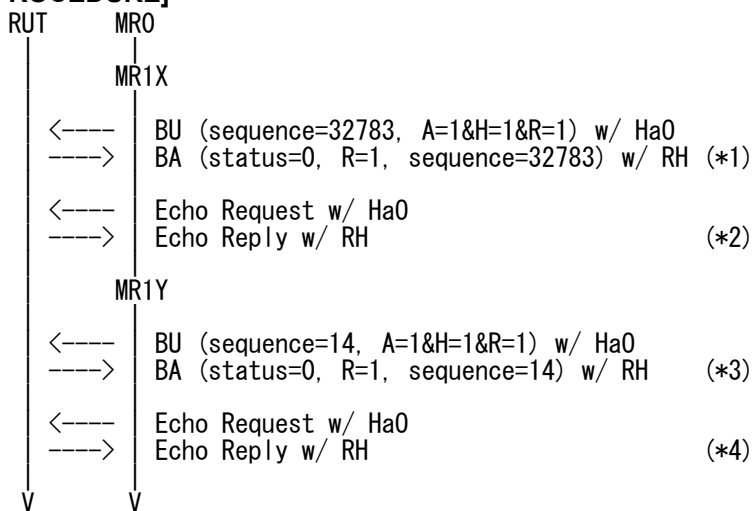 ROCEDURE]
RUT MR0
MR1X
<---- BU (sequence=32783, A=1&H=1&R=1) w/ HaO
----> BA (status=0, R=1, sequence=32783) w/ RH (*1)
<---- Echo Request w/ HaO
----> Echo Reply w/ RH (*2)
MR1Y
<---- BU (sequence=14, A=1&H=1&R=1) w/ HaO
----> BA (status=0, R=1, sequence=14) w/ RH (*3)
<---- Echo Request w/ HaO
----> Echo Reply w/ RH (*4)
V V